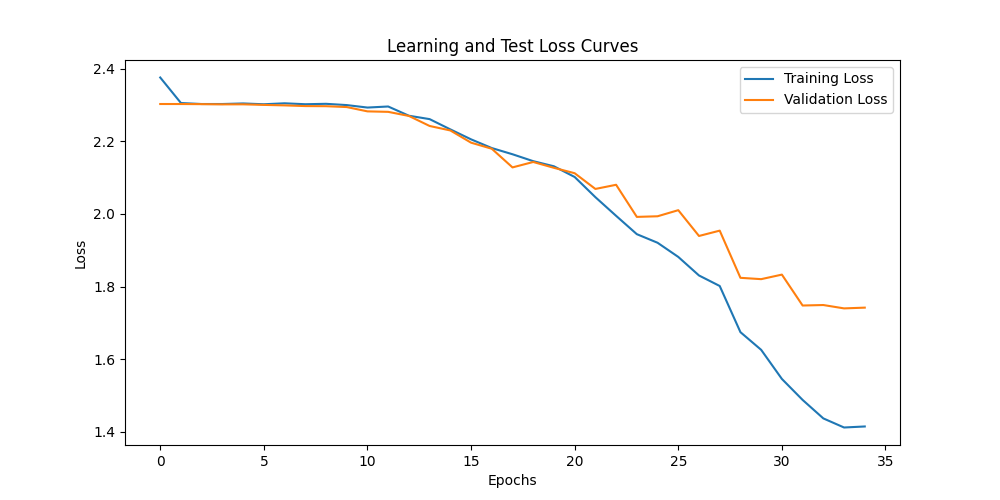 Learning and Test Loss Curves
Training Loss
Validation Loss
2.4
2.2
2.0
1.8
1.6
1.4
Loss
0 5 10 15 20 25 30 35
Epochs